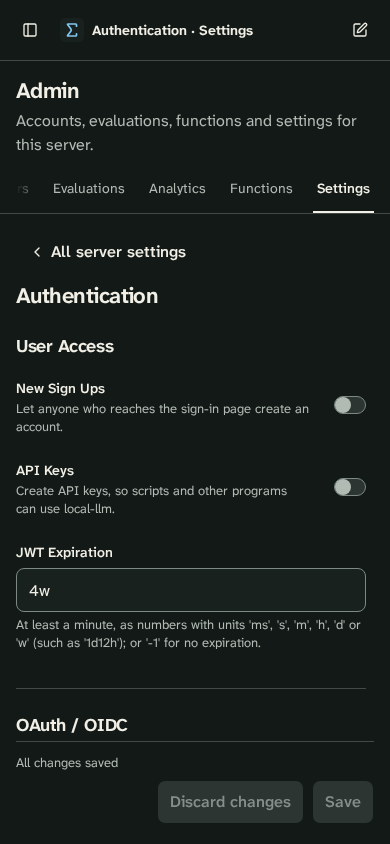 Authentication · Settings
Admin
Accounts, evaluations, functions and settings for
this server.
rs Evaluations Analytics Functions Settings
All server settings
Authentication
User Access
New Sign Ups
Let anyone who reaches the sign-in page create an
account.
API Keys
Create API keys, so scripts and other programs
can use local-llm.
JWT Expiration
4w
At least a minute, as numbers with units 'ms', 's', 'm', 'h', 'd' or
'w' (such as '1d12h'); or '-1' for no expiration.
OAuth / OIDC
All changes saved
Discard changes Save